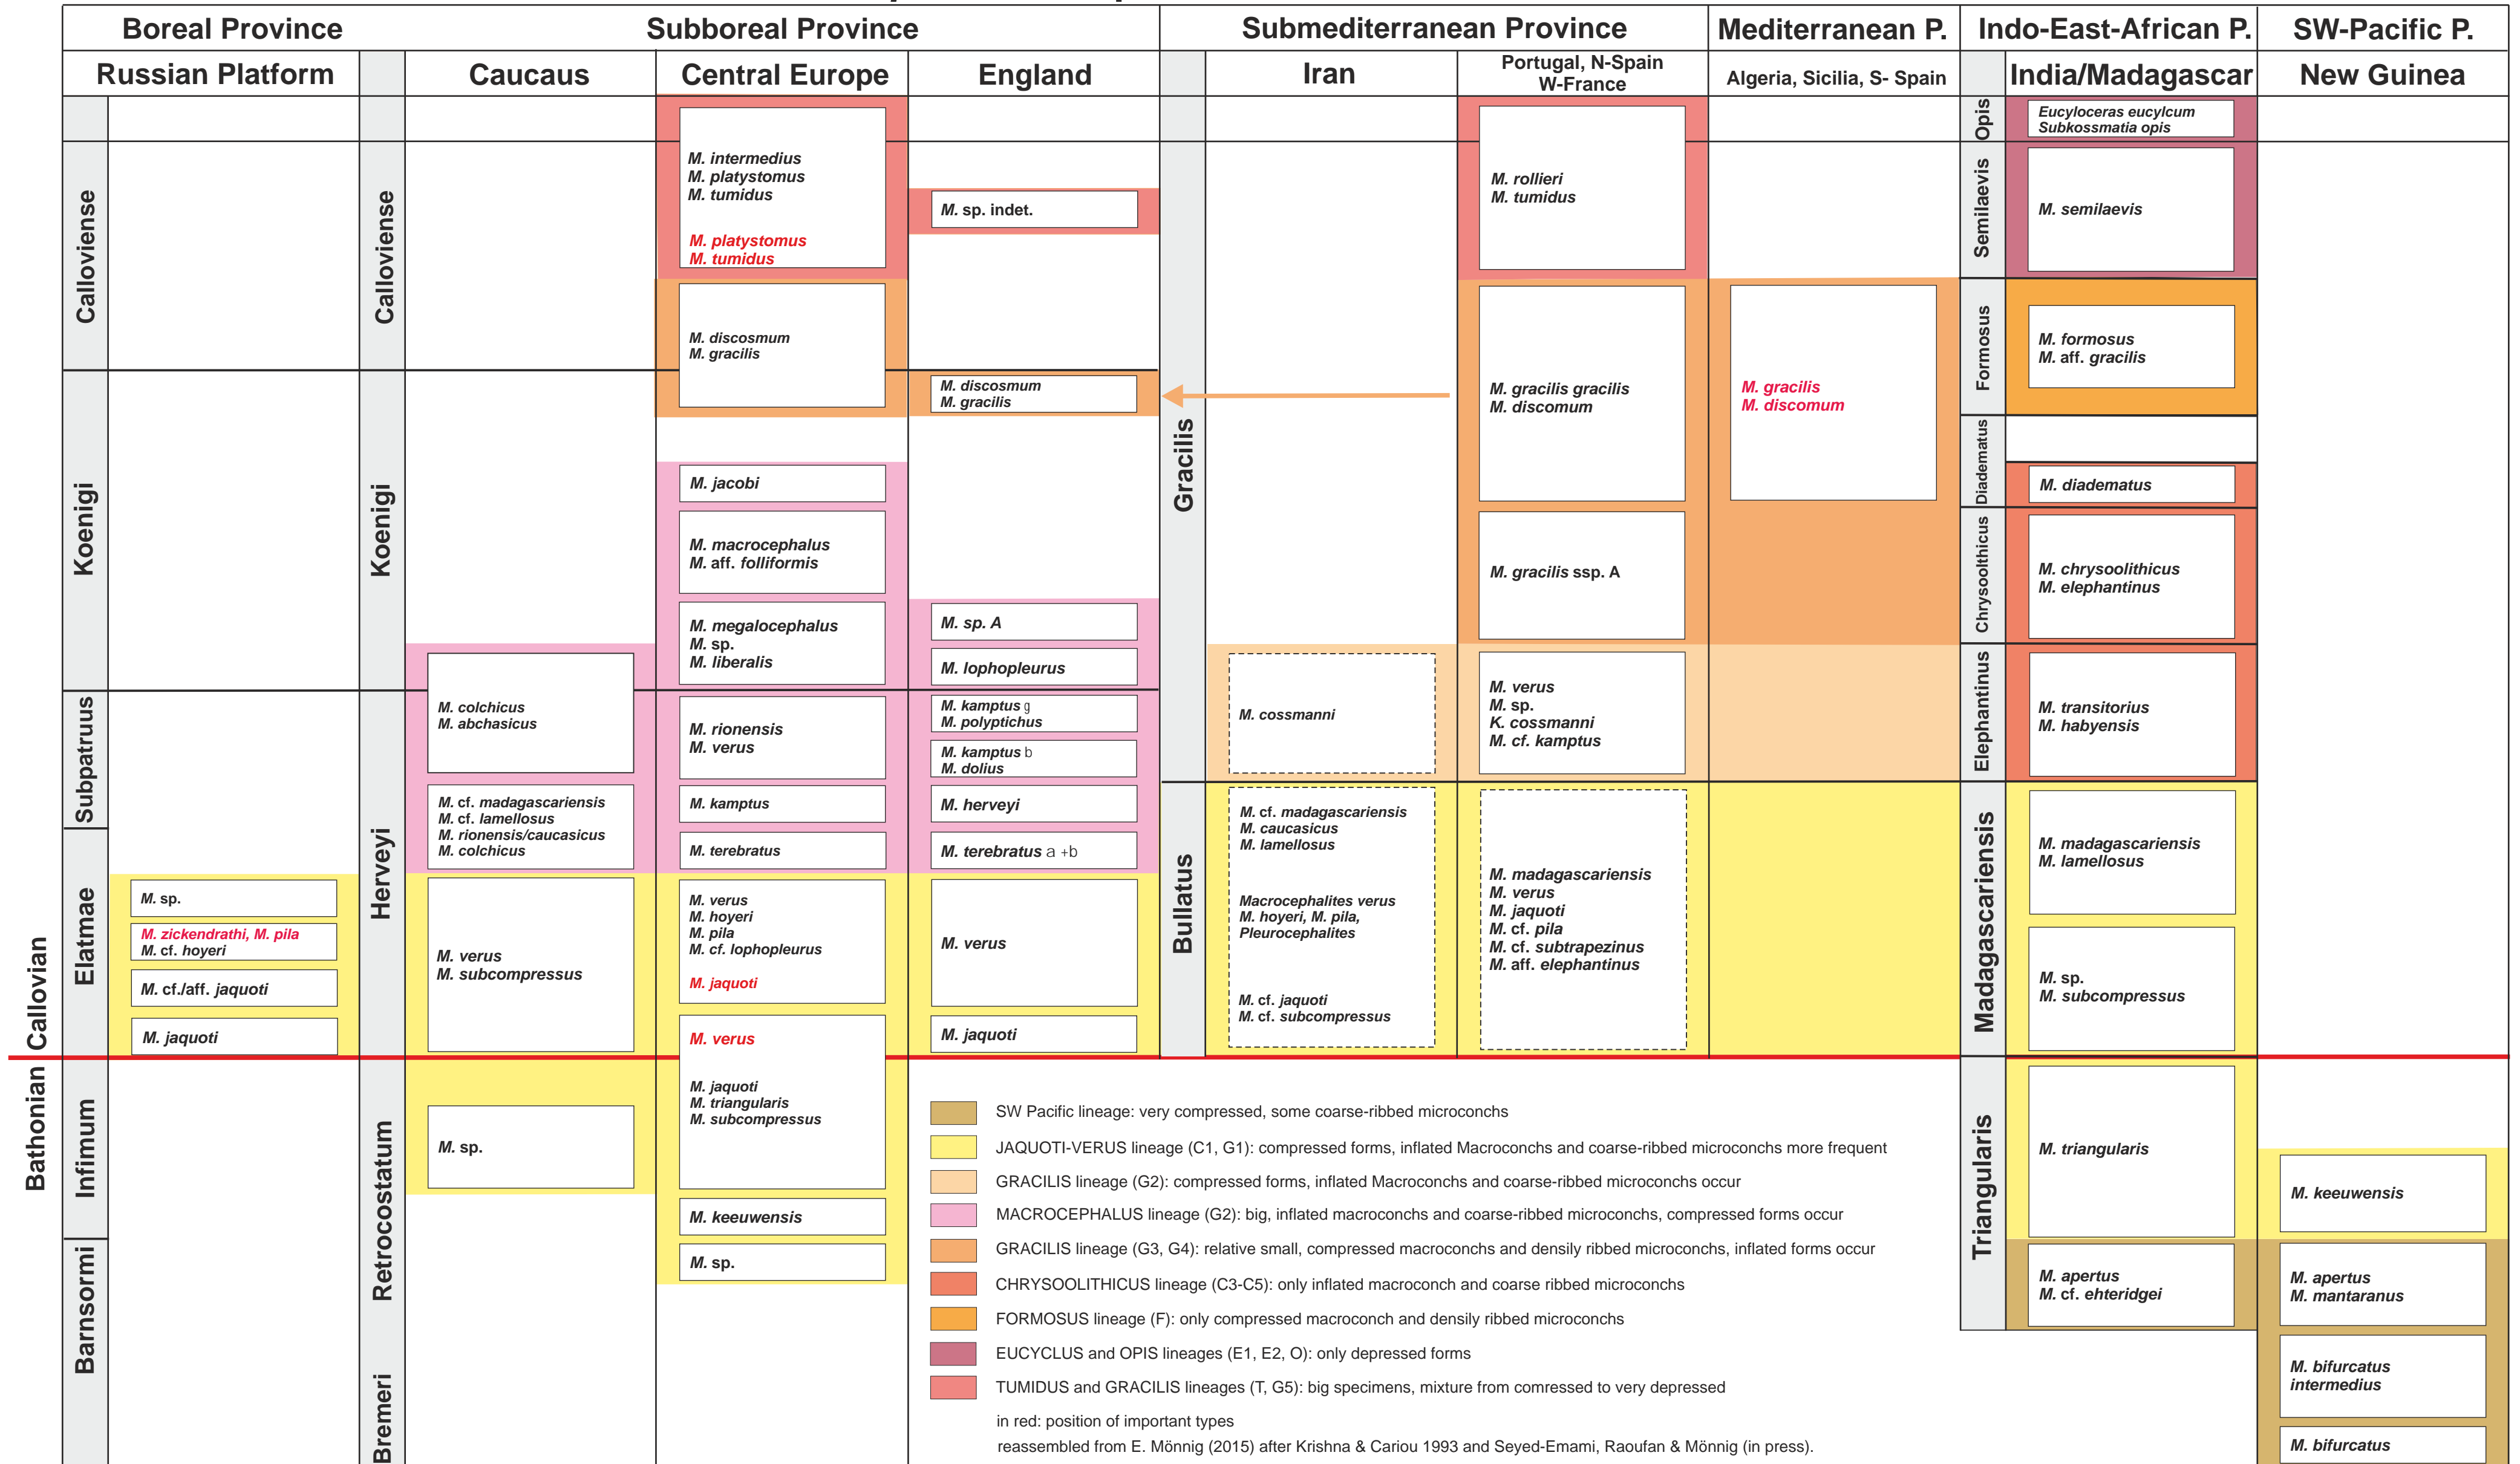 Boreal Province
Subboreal Province
Submediterranean Province
Mediterranean P.
Indo-East-African P.
SW-Pacific P.
Russian Platform
Caucaus
Central Europe
England
Iran
Portugal, N-Spain
W-France
Algeria, Sicilia, S- Spain
India/Madagascar
New Guinea
Callovian
Bathonian
Calloviense
Koenigi
Subpatruus
Elatmae
Infimum
Barnsormi
M. sp.
M. zickendrathi, M. pila
M. cf. hoyeri
M. cf./aff. jaquoti
M. jaquoti
Calloviense
Koenigi
Herveyi
Retrocostatum
Bremeri
M. colchicus
M. abchasicus
M. cf. madagascariensis
M. cf. lamellosus
M. rionensis/caucasicus
M. colchicus
M. verus
M. subcompressus
M. sp.
M. intermedius
M. platystomus
M. tumidus
M. platystomus
M. tumidus
M. discosmum
M. gracilis
M. jacobi
M. macrocephalus
M. aff. folliformis
M. megalocephalus
M. sp.
M. liberalis
M. rionensis
M. verus
M. kamptus
M. terebratus
M. verus
M. hoyeri
M. pila
M. cf. lophopleurus
M. jaquoti
M. verus
M. jaquoti
M. triangularis
M. subcompressus
M. keeuwensis
M. sp.
M. sp. indet.
M. discosmum
M. gracilis
M. sp. A
M. lophopleurus
M. kamptus g
M. polyptichus
M. kamptus b
M. dolius
M. herveyi
M. terebratus a +b
M. verus
M. jaquoti
Gracilis
Bullatus
M. cossmanni
M. cf. madagascariensis
M. caucasicus
M. lamellosus
Macrocephalites verus
M. hoyeri, M. pila,
Pleurocephalites
M. cf. jaquoti
M. cf. subcompressus
M. rollieri
M. tumidus
M. gracilis gracilis
M. discomum
M. gracilis ssp. A
M. verus
M. sp.
K. cossmanni
M. cf. kamptus
M. madagascariensis
M. verus
M. jaquoti
M. cf. pila
M. cf. subtrapezinus
M. aff. elephantinus
M. gracilis
M. discomum
Opis
Semilaevis
Formosus
Diadematus
Chrysoolthicus
Elephantinus
Madagascariensis
Triangularis
Eucyloceras eucylcum
Subkossmatia opis
M. semilaevis
M. formosus
M. aff. gracilis
M. diadematus
M. chrysoolithicus
M. elephantinus
M. transitorius
M. habyensis
M. madagascariensis
M. lamellosus
M. sp.
M. subcompressus
M. triangularis
M. apertus
M. cf. ehteridgei
M. keeuwensis
M. apertus
M. mantaranus
M. bifurcatus
intermedius
M. bifurcatus
SW Pacific lineage: very compressed, some coarse-ribbed microconchs
JAQUOTI-VERUS lineage (C1, G1): compressed forms, inflated Macroconchs and coarse-ribbed microconchs more frequent
GRACILIS lineage (G2): compressed forms, inflated Macroconchs and coarse-ribbed microconchs occur
MACROCEPHALUS lineage (G2): big, inflated macroconchs and coarse-ribbed microconchs, compressed forms occur
GRACILIS lineage (G3, G4): relative small, compressed macroconchs and densily ribbed microconchs, inflated forms occur
CHRYSOOLITHICUS lineage (C3-C5): only inflated macroconch and coarse ribbed microconchs
FORMOSUS lineage (F): only compressed macroconch and densily ribbed microconchs
EUCYCLUS and OPIS lineages (E1, E2, O): only depressed forms
TUMIDUS and GRACILIS lineages (T, G5): big specimens, mixture from comressed to very depressed
in red: position of important types
reassembled from E. Mönnig (2015) after Krishna & Cariou 1993 and Seyed-Emami, Raoufan & Mönnig (in press).